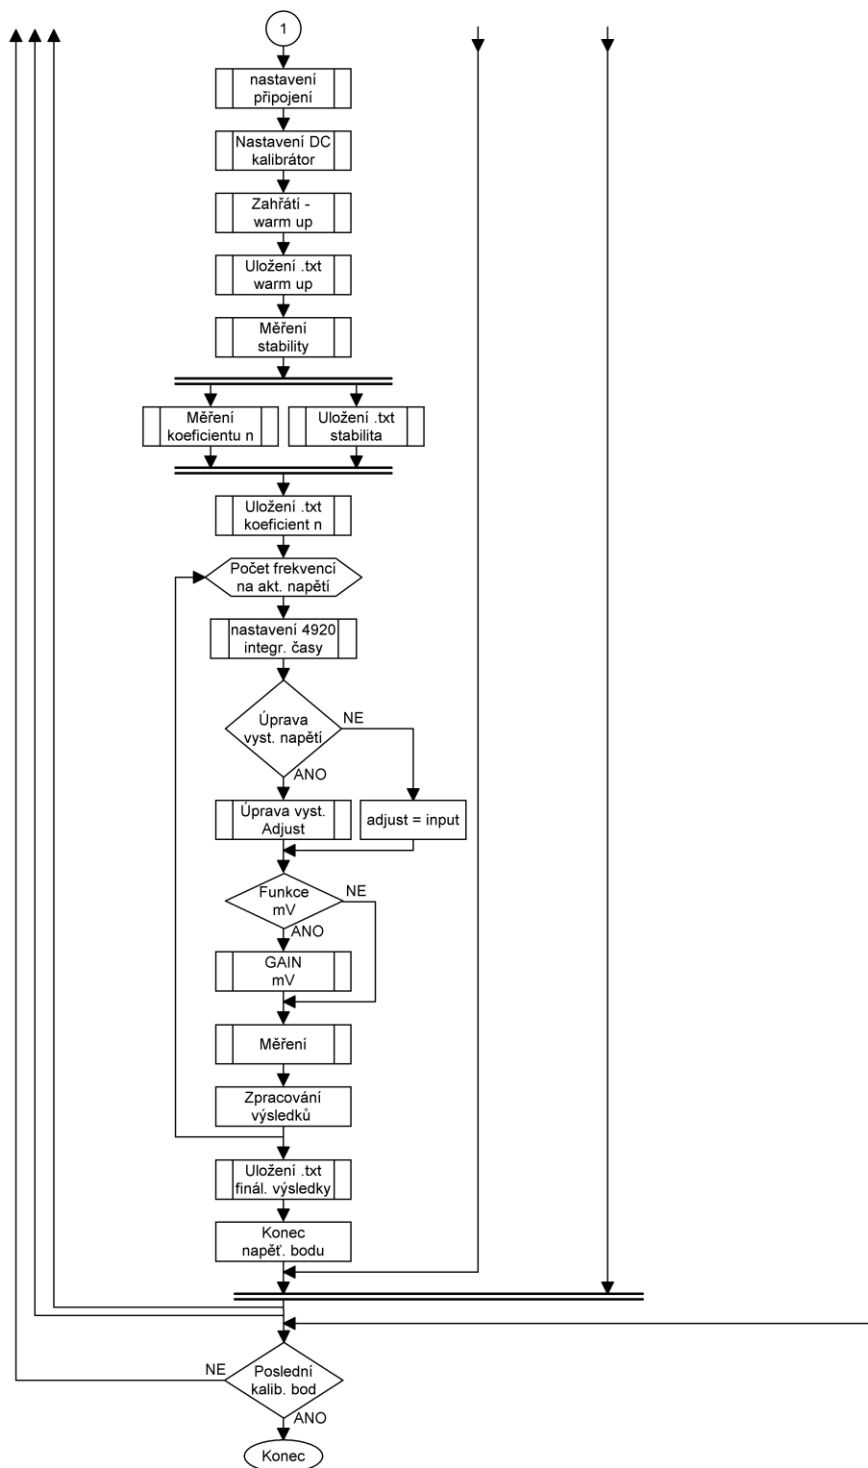 1
nastavení
připojení
Nastavení DC
kalibrátor
Zahřátí -
warm up
Uložení .txt
warm up
Měření
stability
Měření
koeficientu n
Uložení .txt
stabilita
Uložení .txt
koeficient n
Počet frekvencí
na akt. napětí
nastavení 4920
integr. časy
Úprava
vyst. napětí
NE
ANO
Úprava vyst.
Adjust
adjust = input
Funkce
mV
NE
ANO
GAIN
mV
Měření
Zpracování
výsledků
Uložení .txt
finál. výsledky
Konec
napěť. bodu
NE
Poslední
kalib. bod
ANO
Konec